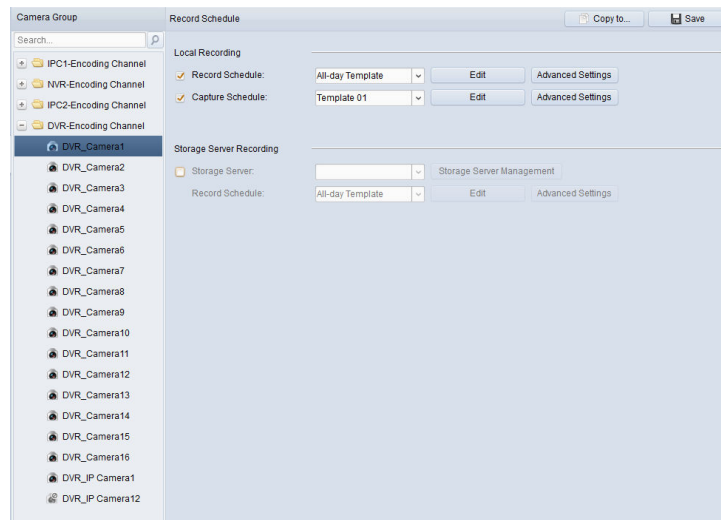 Camera Group
Record Schedule
Copy to...
Save
Search...
IPC1-Encoding Channel
NVR-Encoding Channel
IPC2-Encoding Channel
DVR-Encoding Channel
DVR_Camera1
DVR_Camera2
DVR_Camera3
DVR_Camera4
DVR_Camera5
DVR_Camera6
DVR_Camera7
DVR_Camera8
DVR_Camera9
DVR_Camera10
DVR_Camera11
DVR_Camera12
DVR_Camera13
DVR_Camera14
DVR_Camera15
DVR_Camera16
DVR_IP Camera1
DVR_IP Camera12
Local Recording
Record Schedule: All-day Template Edit Advanced Settings
Capture Schedule: Template 01 Edit Advanced Settings
Storage Server Recording
Storage Server: Storage Server Management
Record Schedule: All-day Template Edit Advanced Settings